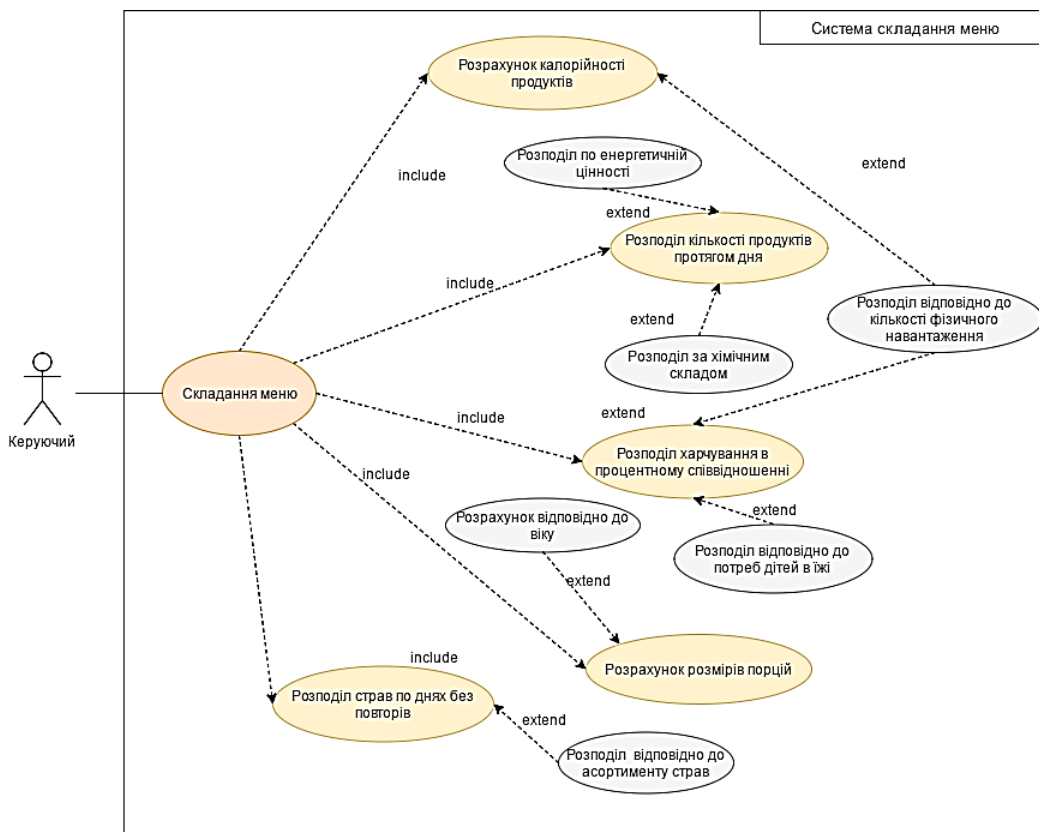 Система складання меню
Розрахунок калорійності
продуктів
Розподіл по енергетичній
цінності
extend
include
extend
Розподіл кількості продуктів
протягом дня
include
Розподіл відповідно до
кількості фізичного
навантаження
extend
Розподіл за хімічним
складом
Складання меню
Керуючий
include
extend
Розподіл харчування в
процентному співвідношенні
include
Розрахунок відповідно до
віку
extend
Розподіл відповідно до
потреб дітей в їжі
extend
include
Розрахунок розмірів порцій
Розподіл страв по днях без
повторів
extend
Розподіл відповідно до
асортименту страв